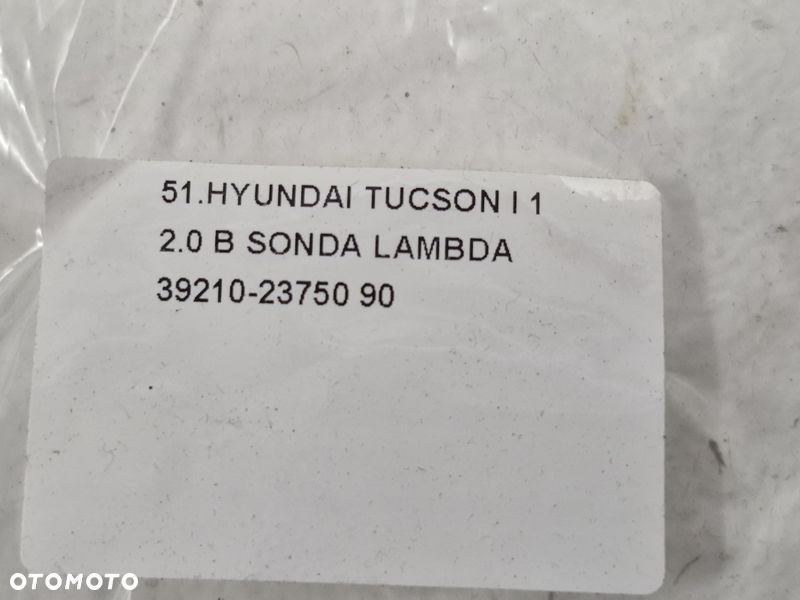 51.HYUNDAI TUCSON I 1
2.0 B SONDA LAMBDA
39210-23750 90
OTOMOTO